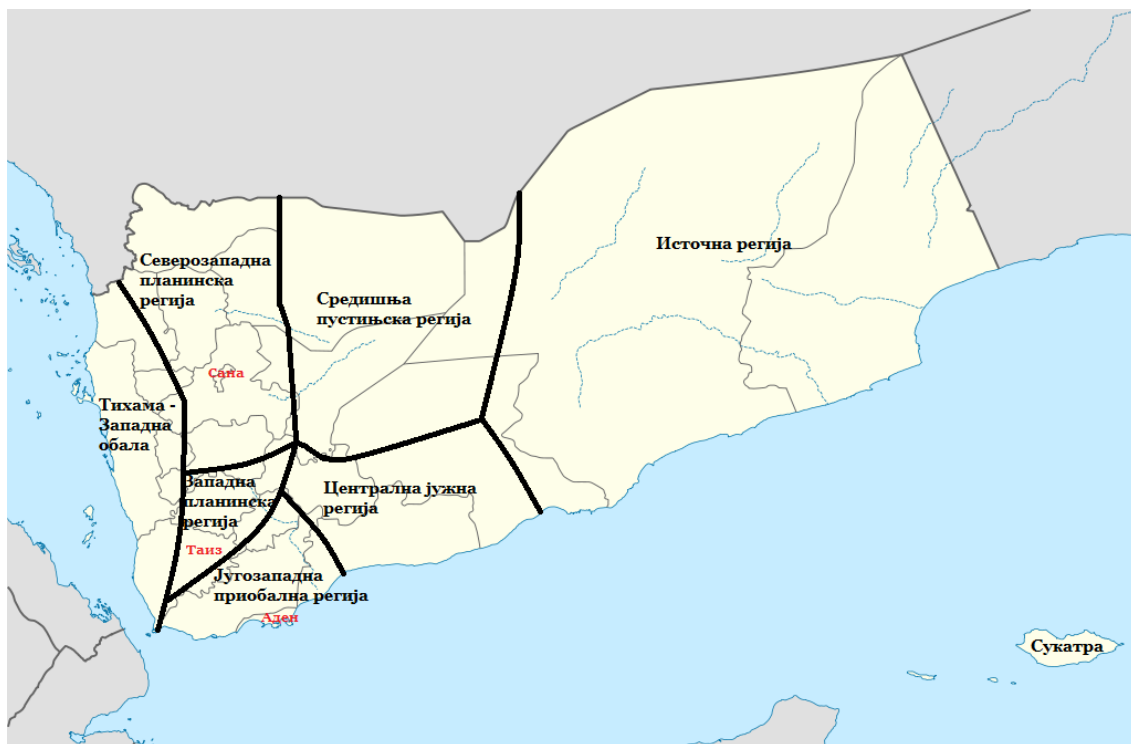 Источна регија
Северозападна
планинска
регија
Средишња
пустињска регија
Сана
Тихама -
Западна
обала
Западна
планинска
регија
Централна јужна
регија
Таиз
Југозападна
приобална регија
Аден
Сукатра